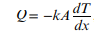 Q = −kA dT/dx